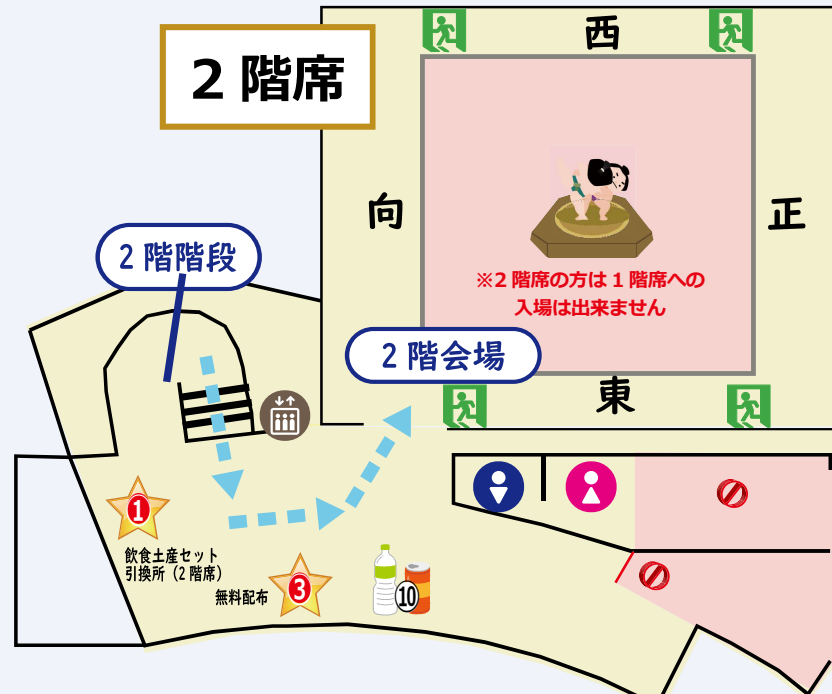 2階席
西
向
正
※2階席の方は1階席への
入場は出来ません
2階階段
2階会場
東
1
飲食土産セット
引換所（2階席）
無料配布
3
10